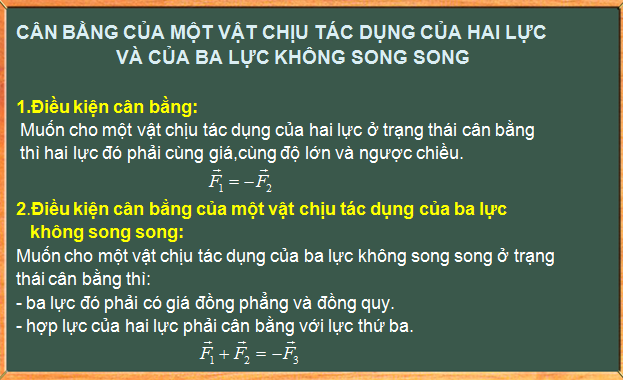 CÂN BẰNG CỦA MỘT VẬT CHỊU TÁC DỤNG CỦA HAI LỰC
VÀ CỦA BA LỰC KHÔNG SONG SONG
1.Điều kiện cân bằng:
Muốn cho một vật chịu tác dụng của hai lực ở trạng thái cân bằng
thì hai lực đó phải cùng giá,cùng độ lớn và ngược chiều.
$\vec{F}_1 = -\vec{F}_2$
2.Điều kiện cân bằng của một vật chịu tác dụng của ba lực
không song song:
Muốn cho một vật chịu tác dụng của ba lực không song song ở trạng
thái cân bằng thì:
- ba lực đó phải có giá đồng phẳng và đồng quy.
- hợp lực của hai lực phải cân bằng với lực thứ ba.
$\vec{F}_1 + \vec{F}_2 = -\vec{F}_3$